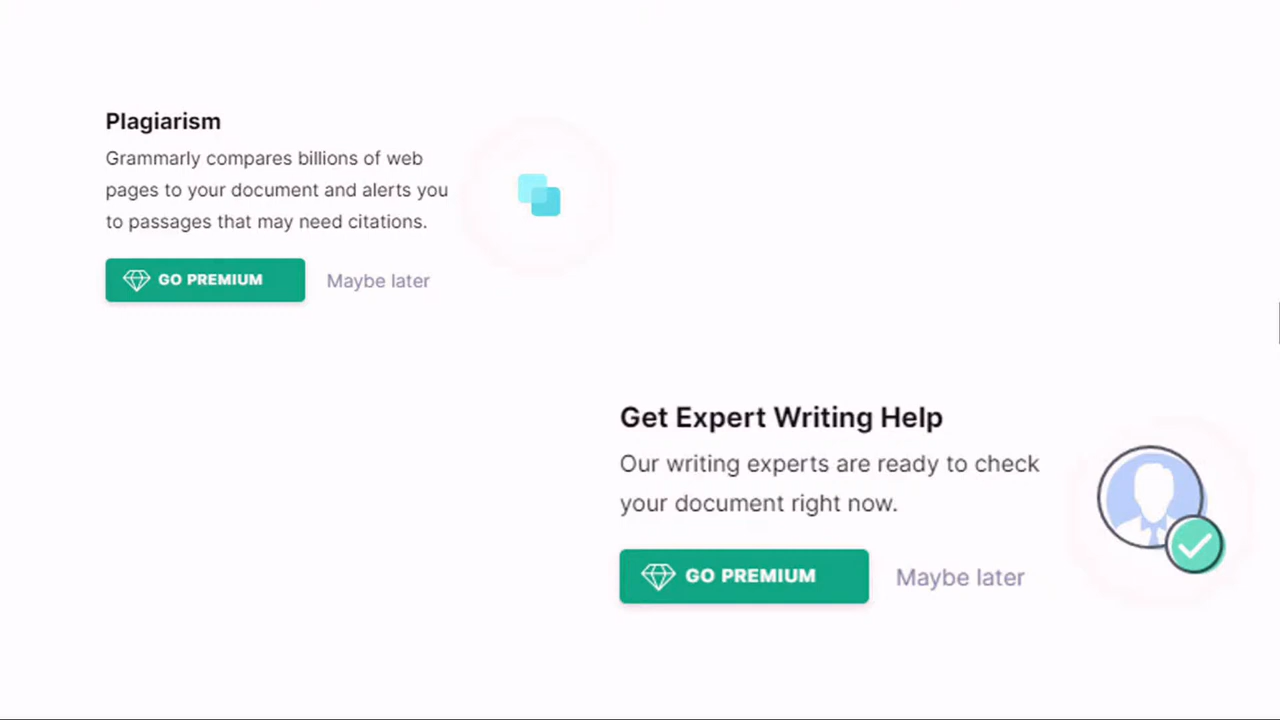 Plagiarism
Grammarly compares billions of web
pages to your document and alerts you
to passages that may need citations.
GO PREMIUM Maybe later
Get Expert Writing Help
Our writing experts are ready to check
your document right now.
GO PREMIUM Maybe later